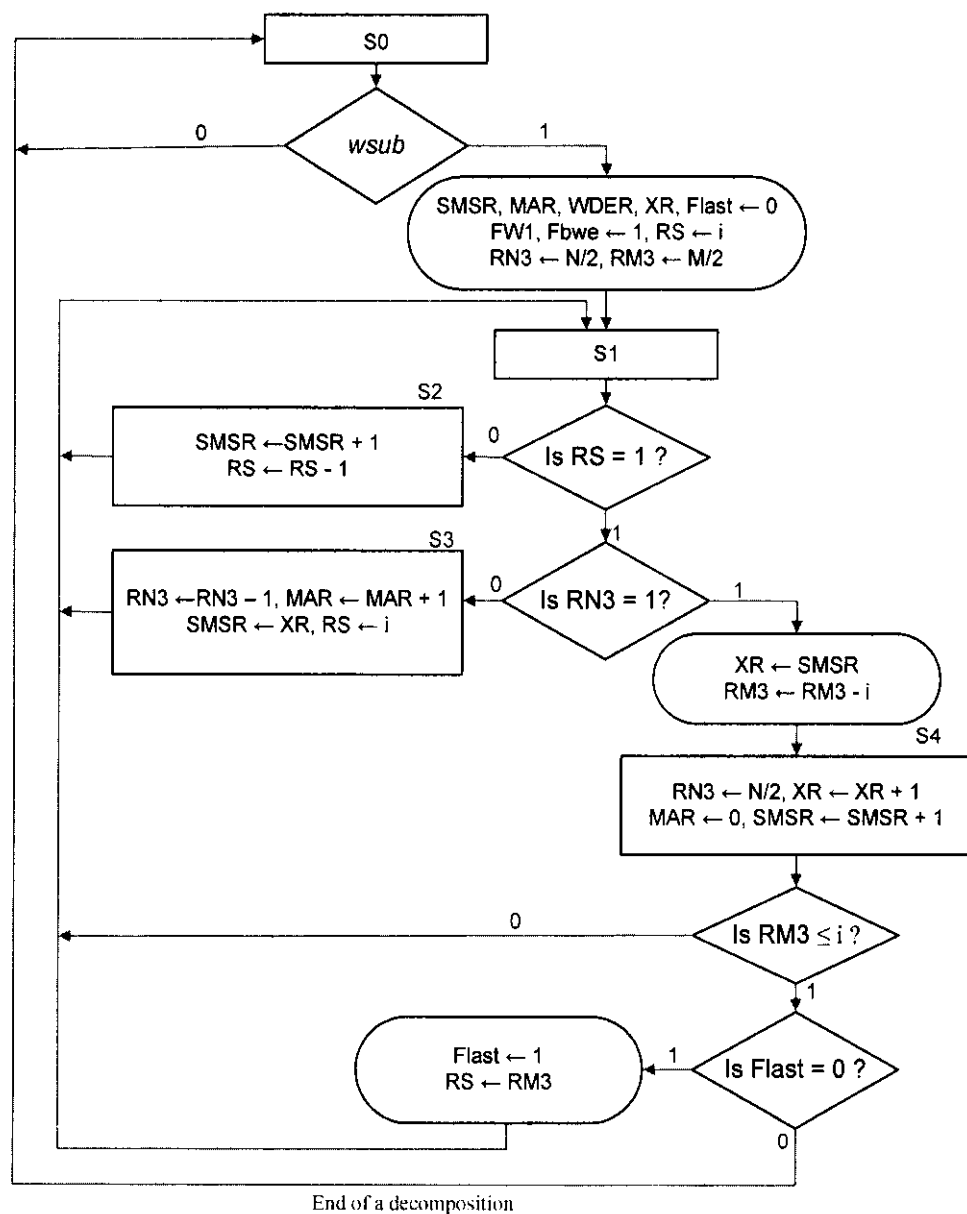 S0
0
wsub
1
SMSR, MAR, WDER, XR, Flast ← 0
FW1, Fbwe ← 1, RS ← i
RN3 ← N/2, RM3 ← M/2
S1
S2
SMSR ←SMSR + 1
RS ← RS - 1
0
Is RS = 1 ?
1
S3
RN3 ←RN3 – 1, MAR ← MAR + 1
SMSR ← XR, RS ← i
0
Is RN3 = 1?
1
XR ← SMSR
RM3 ← RM3 - i
S4
RN3 ← N/2, XR ← XR + 1
MAR ← 0, SMSR ← SMSR + 1
0
Is RM3 ≤ i ?
1
Flast ← 1
RS ← RM3
1
Is Flast = 0 ?
0
End of a decomposition